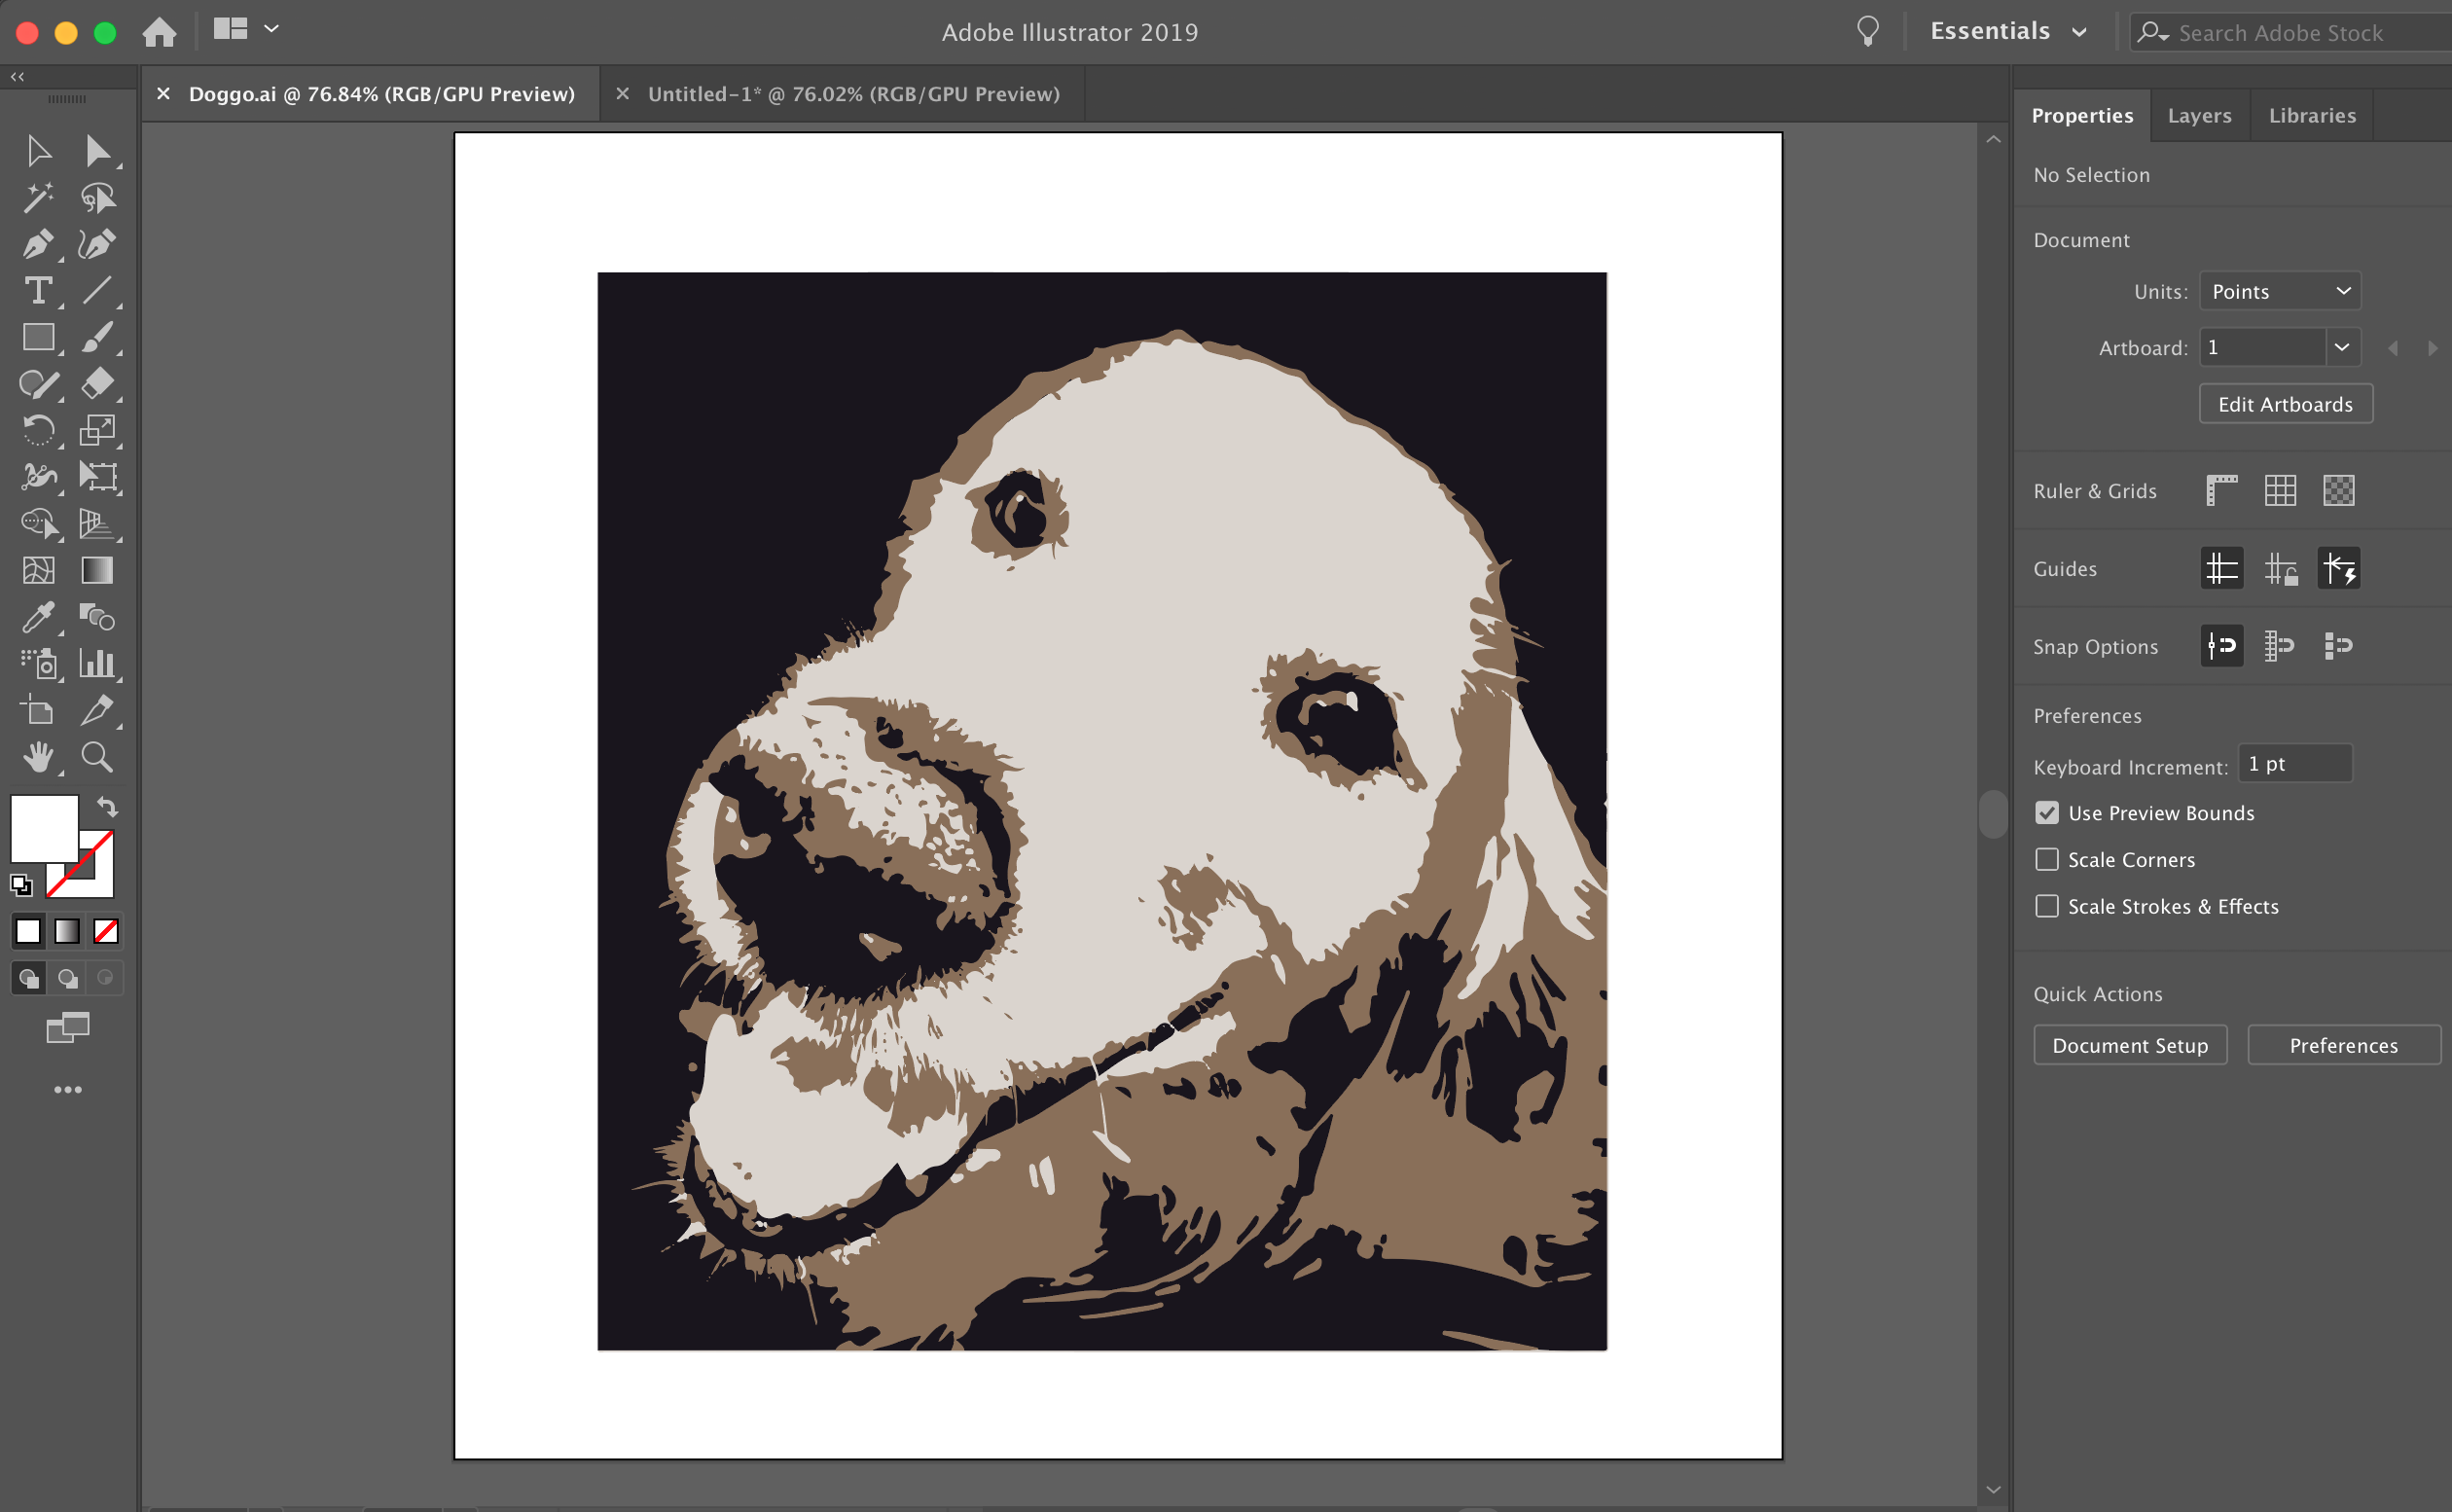 Adobe Illustrator 2019
Essentials
Search Adobe Stock
Doggo.ai @ 76.84% (RGB/GPU Preview)
Untitled-1* @ 76.02% (RGB/GPU Preview)
Properties
Layers
Libraries
No Selection
Document
Units: Points
Artboard: 1
Edit Artboards
Ruler & Grids
Guides
Snap Options
Preferences
Keyboard Increment: 1 pt
Use Preview Bounds
Scale Corners
Scale Strokes & Effects
Quick Actions
Document Setup
Preferences